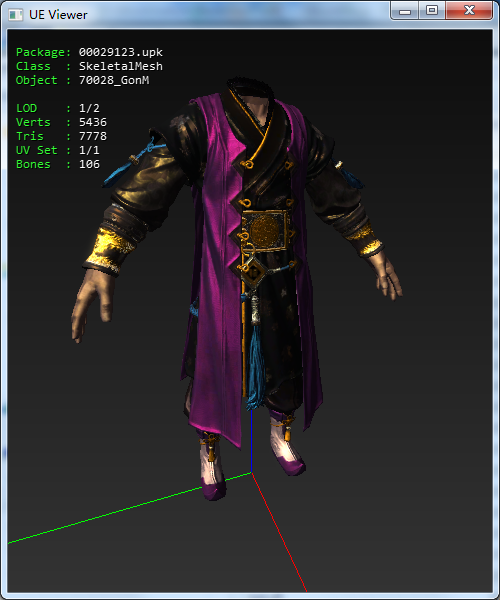 UE Viewer
Package: 00029123.upk
Class  : SkeletalMesh
Object : 70028_GonM
LOD    : 1/2
Verts  : 5436
Tris   : 7778
UV Set : 1/1
Bones  : 106